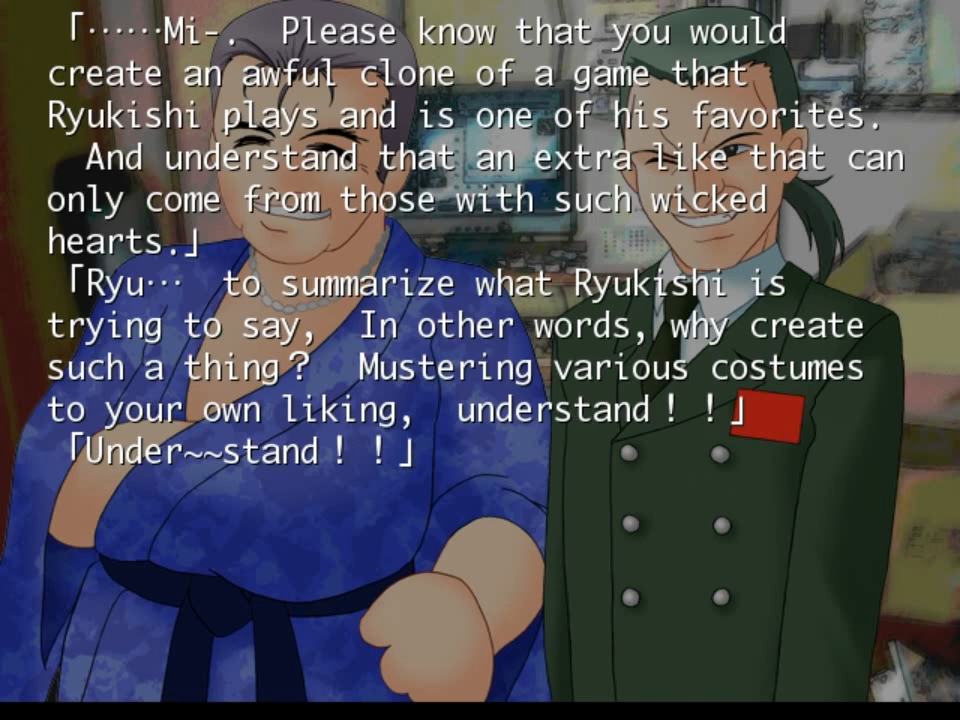 「……Mi-.  Please know that you would
create an awful clone of a game that
Ryukishi plays and is one of his favorites.
And understand that an extra like that can
only come from those with such wicked
hearts.」
「Ryu…  to summarize what Ryukishi is
trying to say,  In other words, why create
such a thing？  Mustering various costumes
to your own liking,  understand！！」
「Under~~stand！！」